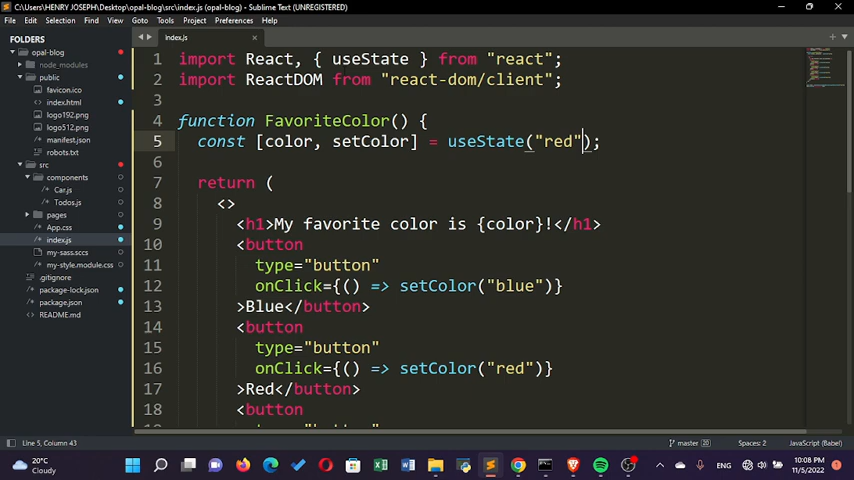 C:\Users\HENRY JOSEPH\Desktop\opal-blog\src\index.js (opal-blog) - Sublime Text (UNREGISTERED)
File Edit Selection Find View Goto Tools Project Preferences Help
FOLDERS
opal-blog
node_modules
public
favicon.ico
index.html
logo192.png
logo512.png
manifest.json
robots.txt
src
components
Car.js
Todos.js
pages
App.css
index.js
my-sass.sccs
my-style.module.css
.gitignore
package-lock.json
package.json
README.md
index.js
1 import React, { useState } from "react";
2 import ReactDOM from "react-dom/client";
3
4 function FavoriteColor() {
5 const [color, setColor] = useState("red");
6
7 return (
8 <>
9 <h1>My favorite color is {color}!</h1>
10 <button
11 type="button"
12 onClick={() => setColor("blue")}
13 >Blue</button>
14 <button
15 type="button"
16 onClick={() => setColor("red")}
17 >Red</button>
18 <button
Line 5, Column 43
master 20
Spaces: 2
JavaScript (Babel)
20°C
Cloudy
ENG
10:08 PM
11/5/2022